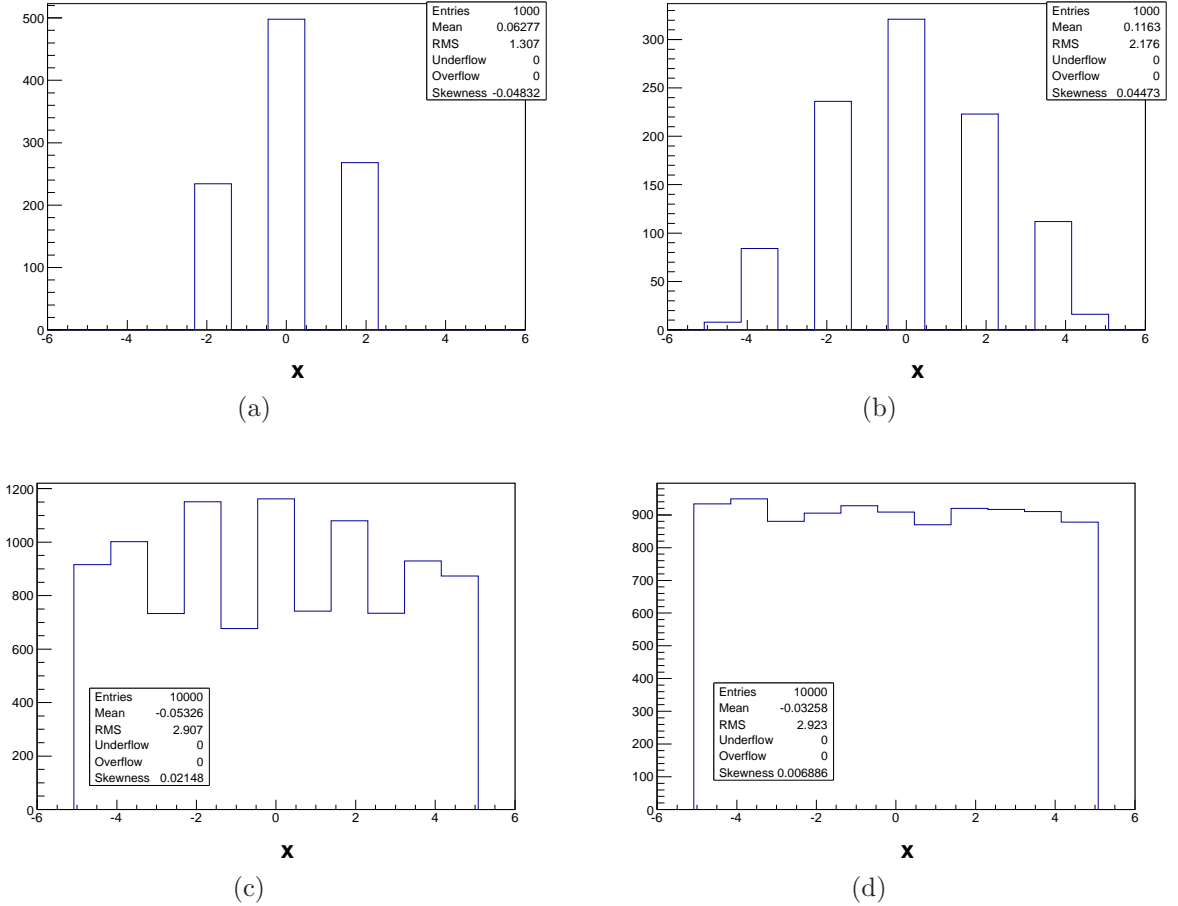 Entries 1000
Mean 0.06277
RMS 1.307
Underflow 0
Overflow 0
Skewness -0.04832
500
400
300
200
100
0
-6 -4 -2 0 2 4 6
x
(a)
Entries 1000
Mean 0.1163
RMS 2.176
Underflow 0
Overflow 0
Skewness 0.04473
300
250
200
150
100
50
0
-6 -4 -2 0 2 4 6
x
(b)
1200
1000
800
600
400
200
0
Entries 10000
Mean -0.05326
RMS 2.907
Underflow 0
Overflow 0
Skewness 0.02148
-6 -4 -2 0 2 4 6
x
(c)
900
800
700
600
500
400
300
200
100
0
Entries 10000
Mean -0.03258
RMS 2.923
Underflow 0
Overflow 0
Skewness 0.006886
-6 -4 -2 0 2 4 6
x
(d)